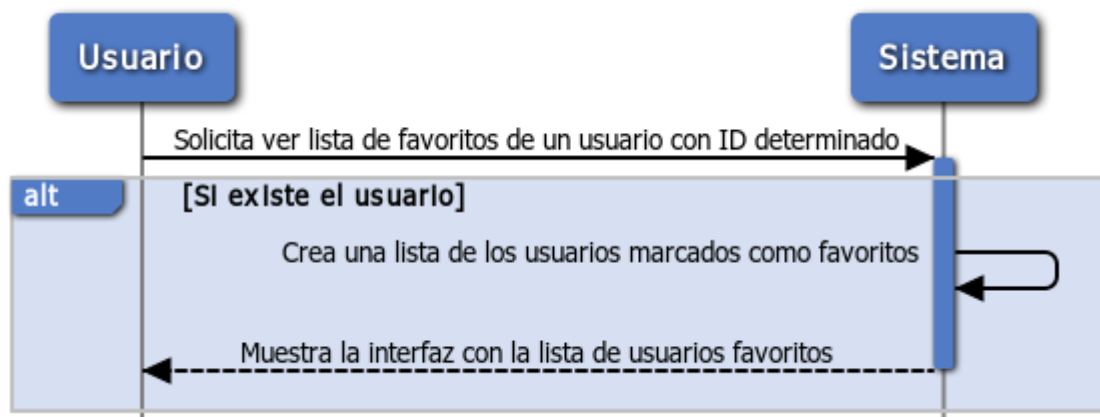 Usuario
Sistema
Solicita ver lista de favoritos de un usuario con ID determinado
alt
[Si existe el usuario]
Crea una lista de los usuarios marcados como favoritos
Muestra la interfaz con la lista de usuarios favoritos